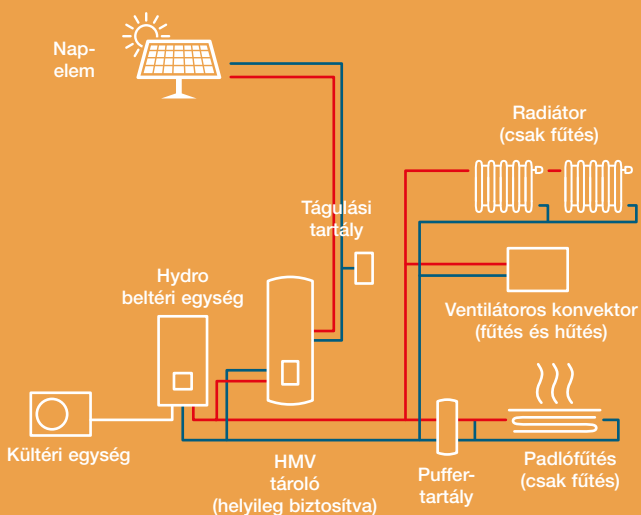 Nap-
elem
Radiátor
(csak fűtés)
Tágulási
tartály
Hydro
beltéri egység
Ventilátoros konvektor
(fűtés és hűtés)
Kültéri egység
HMV
tároló
(helyileg biztosítva)
Puffer-
tartály
Padlófűtés
(csak fűtés)